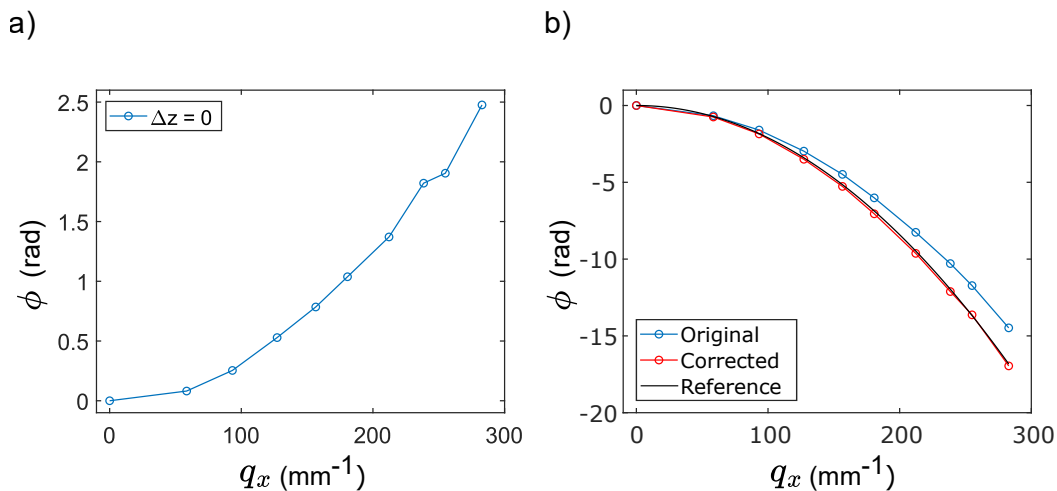 a)
2.5
2
1.5
1
0.5
0
Δz = 0
ϕ (rad)
0
100
200
300
q_x (mm⁻¹)
b)
0
-5
-10
-15
-20
Original
Corrected
Reference
ϕ (rad)
0
100
200
300
q_x (mm⁻¹)